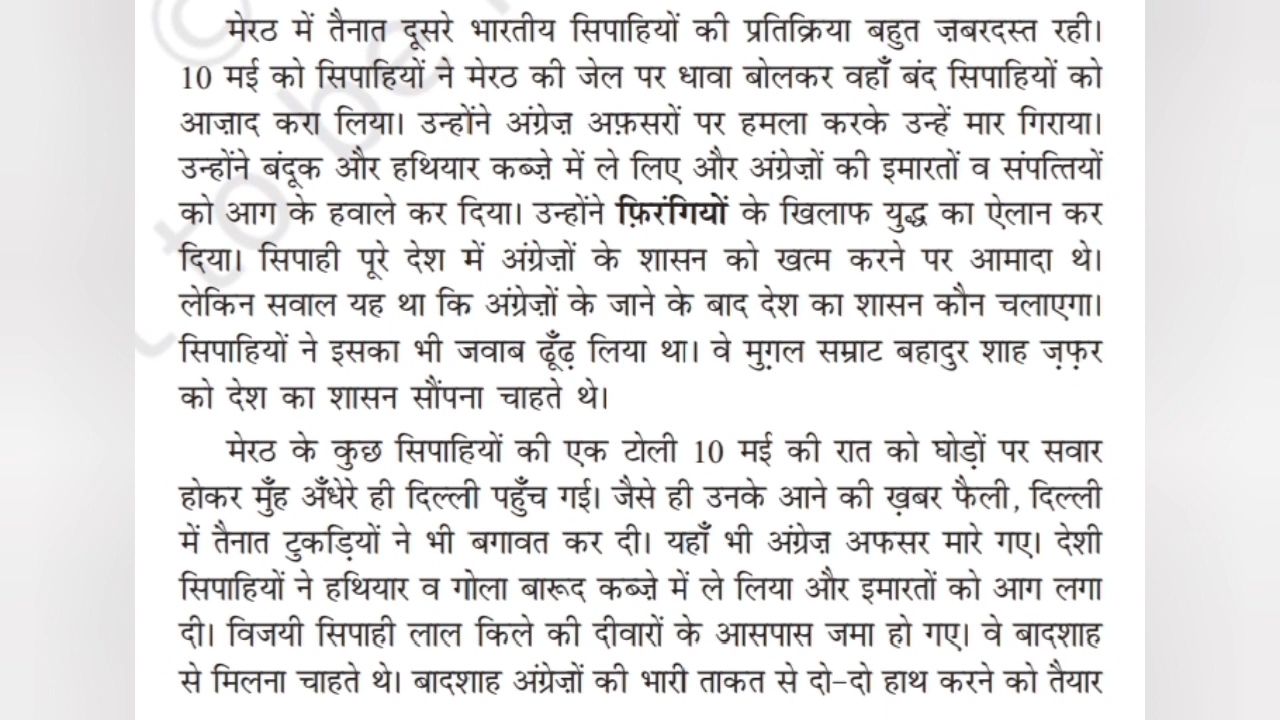 मेरठ में तैनात दूसरे भारतीय सिपाहियों की प्रतिक्रिया बहुत ज़बरदस्त रही।
10 मई को सिपाहियों ने मेरठ की जेल पर धावा बोलकर वहाँ बंद सिपाहियों को
आज़ाद करा लिया। उन्होंने अंग्रेज़ अफ़सरों पर हमला करके उन्हें मार गिराया।
उन्होंने बंदूक और हथियार कब्ज़े में ले लिए और अंग्रेज़ों की इमारतों व संपत्तियों
को आग के हवाले कर दिया। उन्होंने फ़िरंगियों के खिलाफ युद्ध का ऐलान कर
दिया। सिपाही पूरे देश में अंग्रेज़ों के शासन को खत्म करने पर आमादा थे।
लेकिन सवाल यह था कि अंग्रेज़ों के जाने के बाद देश का शासन कौन चलाएगा।
सिपाहियों ने इसका भी जवाब ढूँढ़ लिया था। वे मुग़ल सम्राट बहादुर शाह ज़फ़र
को देश का शासन सौंपना चाहते थे।
मेरठ के कुछ सिपाहियों की एक टोली 10 मई की रात को घोड़ों पर सवार
होकर मुँह अँधेरे ही दिल्ली पहुँच गई। जैसे ही उनके आने की ख़बर फैली, दिल्ली
में तैनात टुकड़ियों ने भी बगावत कर दी। यहाँ भी अंग्रेज़ अफसर मारे गए। देशी
सिपाहियों ने हथियार व गोला बारूद कब्ज़े में ले लिया और इमारतों को आग लगा
दी। विजयी सिपाही लाल किले की दीवारों के आसपास जमा हो गए। वे बादशाह
से मिलना चाहते थे। बादशाह अंग्रेज़ों की भारी ताकत से दो-दो हाथ करने को तैयार